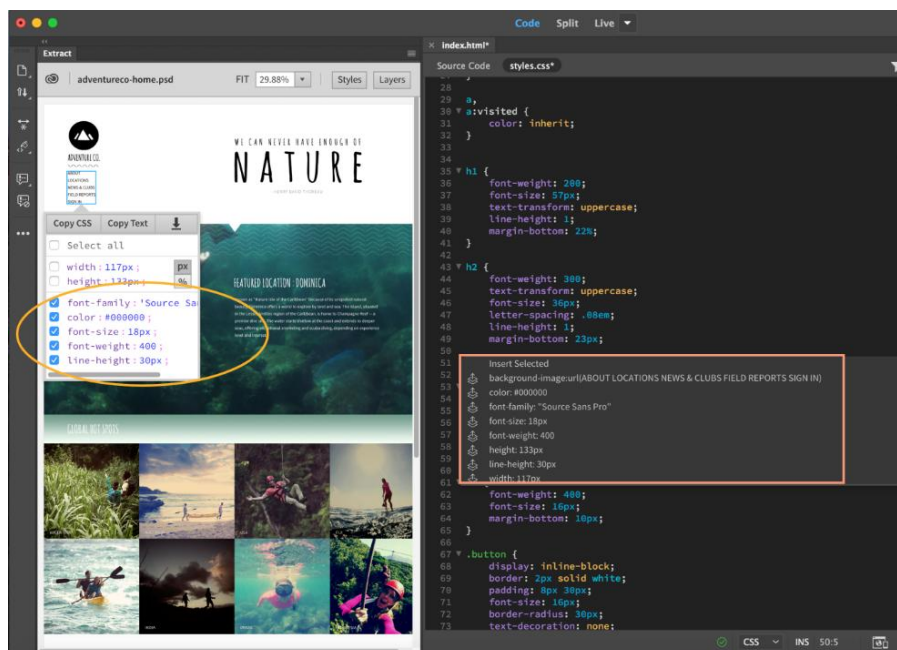 Code Split Live
Extract
adventureco-home.psd FIT 29.88% Styles Layers
ADVENTURE CO.
ABOUT
LOCATIONS
NEWS & CLUBS
FIELD REPORTS
SIGN IN
WE CAN NEVER HAVE ENOUGH OF
NATURE
Copy CSS Copy Text
Select all
width : 117px ; px
height : 133px ; %
font-family : 'Source Sa
color : #000000 ;
font-size : 18px ;
font-weight : 400 ;
line-height : 30px ;
FEATURED LOCATION: DOMINICA
GLOBAL HOT SPOTS
× index.html*
Source Code styles.css*
28
29 a,
30 a:visited {
31 color: inherit;
32 }
33
34
35 h1 {
36 font-weight: 200;
37 font-size: 57px;
38 text-transform: uppercase;
39 line-height: 1;
40 margin-bottom: 22%;
41 }
42
43 h2 {
44 font-weight: 300;
45 text-transform: uppercase;
46 font-size: 36px;
47 letter-spacing: .08em;
48 line-height: 1;
49 margin-bottom: 23px;
50
51 Insert Selected
52 background-image:url(ABOUT LOCATIONS NEWS & CLUBS FIELD REPORTS SIGN IN)
53 color: #000000
54
55 font-family: "Source Sans Pro"
56 font-size: 18px
57 font-weight: 400
58 height: 133px
59 line-height: 30px
60 width: 117px
61
62 font-weight: 400;
63 font-size: 16px;
64 margin-bottom: 10px;
65 }
66
67 .button {
68 display: inline-block;
69 border: 2px solid white;
70 padding: 8px 30px;
71 font-size: 16px;
72 border-radius: 30px;
73 text-decoration: none;
CSS INS 50:5